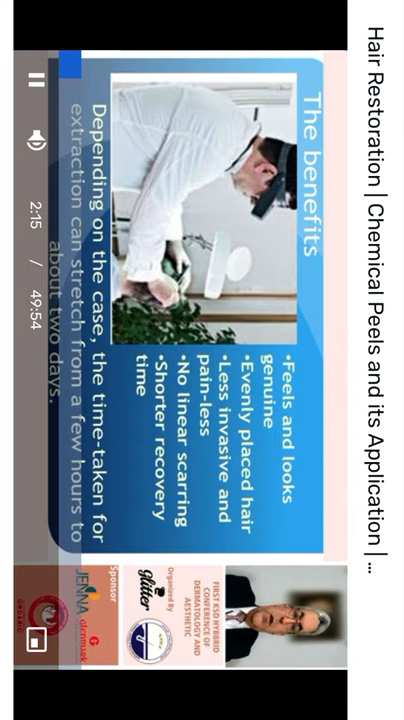 Hair Restoration | Chemical Peels and its Application | ...
The benefits
•Feels and looks
genuine
•Evenly placed hair
•Less invasive and
pain-less
•No linear scarring
•Shorter recovery
time
Depending on the case, the time-taken for
extraction can stretch from a few hours to
about two days.
FIRST KSD HYBBRID
CONFERENCE OF
DERMATOLOGY AND
AESTHETIC
Organized By
glitter
Sponsor
JENNA
glenmark
ORGANIC
2:15 / 49:54